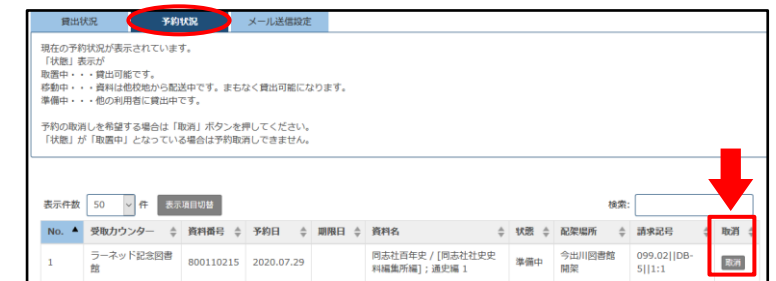 貸出状況 予約状況 メール送信設定
現在の予約状況が表示されています。
「状態」表示が
取置中・・・貸出可能です。
移動中・・・資料は他校地から配送中です。まもなく貸出可能になります。
準備中・・・他の利用者に貸出中です。
予約の取消しを希望する場合は「取消」ボタンを押してください。
「状態」が「取置中」となっている場合は予約取消しできません。
表示件数 50 件 表示項目切替 検索:
No. 受取カウンター 資料番号 予約日 期限日 資料名 状態 配架場所 請求記号 取消
1 ラーネッド記念図書館 800110215 2020.07.29 同志社百年史 / [同志社社史史料編集所編] ; 通史編 1 準備中 今出川図書館開架 099.02||DB-5||1:1 取消